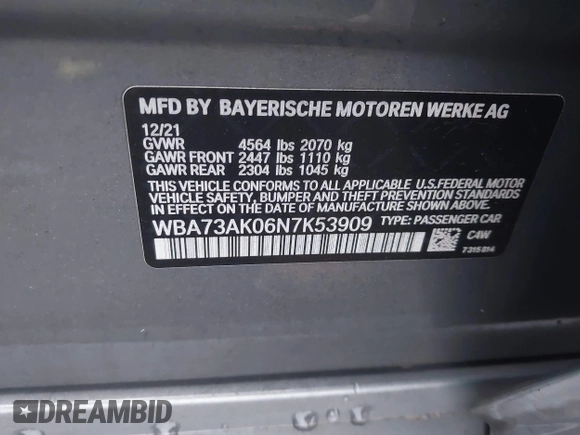 MFD BY BAYERISCHE MOTOREN WERKE AG
12/21
GVWR 4564 lbs 2070 kg
GAWR FRONT 2447 lbs 1110 kg
GAWR REAR 2304 lbs 1045 kg
THIS VEHICLE CONFORMS TO ALL APPLICABLE U.S.FEDERAL MOTOR
VEHICLE SAFETY, BUMPER AND THEFT PREVENTION STANDARDS
IN EFFECT ON THE DATE OF MANUFACTURE SHOWN ABOVE.
WBA73AK06N7K53909 TYPE: PASSENGER CAR
C4W
7315814
DREAMBID